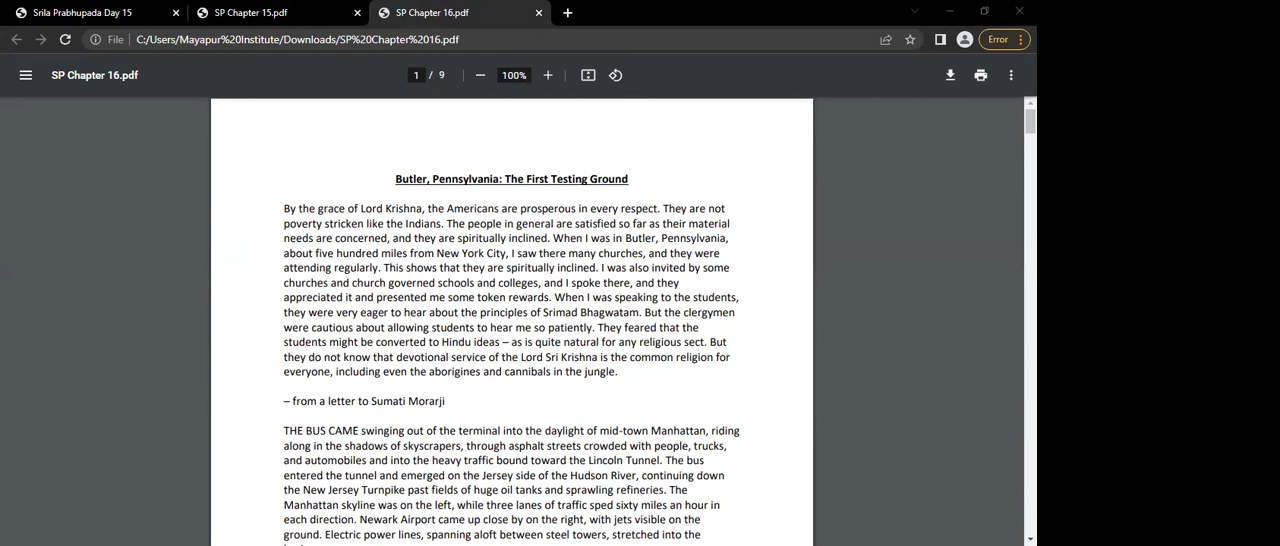 Srila Prabhupada Day 15
SP Chapter 15.pdf
SP Chapter 16.pdf
File
C:/Users/Mayapur%20Institute/Downloads/SP%20Chapter%2016.pdf
Error
SP Chapter 16.pdf
1 / 9
100%
Butler, Pennsylvania: The First Testing Ground
By the grace of Lord Krishna, the Americans are prosperous in every respect. They are not
poverty stricken like the Indians. The people in general are satisfied so far as their material
needs are concerned, and they are spiritually inclined. When I was in Butler, Pennsylvania,
about five hundred miles from New York City, I saw there many churches, and they were
attending regularly. This shows that they are spiritually inclined. I was also invited by some
churches and church governed schools and colleges, and I spoke there, and they
appreciated it and presented me some token rewards. When I was speaking to the students,
they were very eager to hear about the principles of Srimad Bhagwatam. But the clergymen
were cautious about allowing students to hear me so patiently. They feared that the
students might be converted to Hindu ideas – as is quite natural for any religious sect. But
they do not know that devotional service of the Lord Sri Krishna is the common religion for
everyone, including even the aborigines and cannibals in the jungle.
– from a letter to Sumati Morarji
THE BUS CAME swinging out of the terminal into the daylight of mid-town Manhattan, riding
along in the shadows of skyscrapers, through asphalt streets crowded with people, trucks,
and automobiles and into the heavy traffic bound toward the Lincoln Tunnel. The bus
entered the tunnel and emerged on the Jersey side of the Hudson River, continuing down
the New Jersey Turnpike past fields of huge oil tanks and sprawling refineries. The
Manhattan skyline was on the left, while three lanes of traffic sped sixty miles an hour in
each direction. Newark Airport came up close by on the right, with jets visible on the
ground. Electric power lines, spanning aloft between steel towers, stretched into the